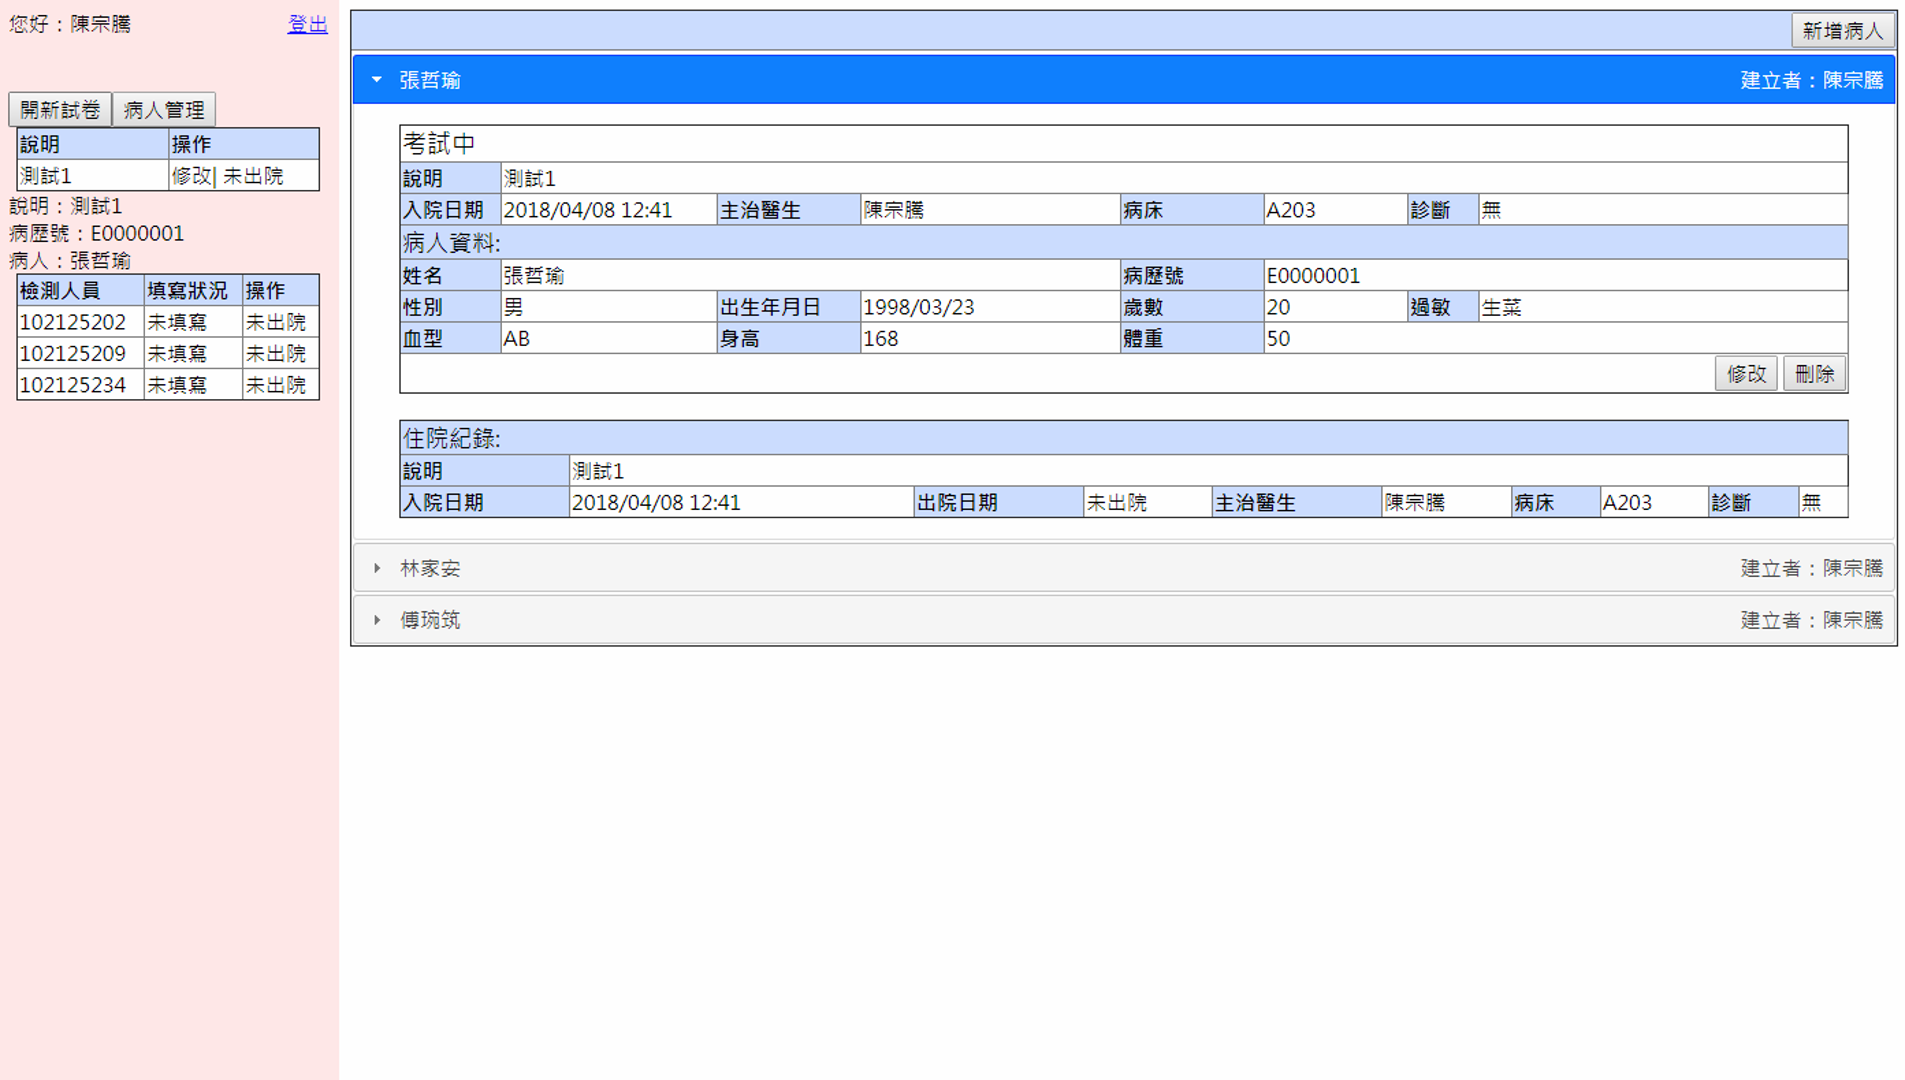 您好：陳宗騰 登出
開新試卷 病人管理
說明 操作
測試1 修改| 未出院
說明：測試1
病歷號：E0000001
病人：張哲瑜
檢測人員 填寫狀況 操作
102125202 未填寫 未出院
102125209 未填寫 未出院
102125234 未填寫 未出院
新增病人
張哲瑜 建立者：陳宗騰
考試中
說明 測試1
入院日期 2018/04/08 12:41 主治醫生 陳宗騰 病床 A203 診斷 無
病人資料:
姓名 張哲瑜 病歷號 E0000001
性別 男 出生年月日 1998/03/23 歲數 20 過敏 生菜
血型 AB 身高 168 體重 50
修改 刪除
住院紀錄:
說明 測試1
入院日期 2018/04/08 12:41 出院日期 未出院 主治醫生 陳宗騰 病床 A203 診斷 無
林家安 建立者：陳宗騰
傅琬筑 建立者：陳宗騰